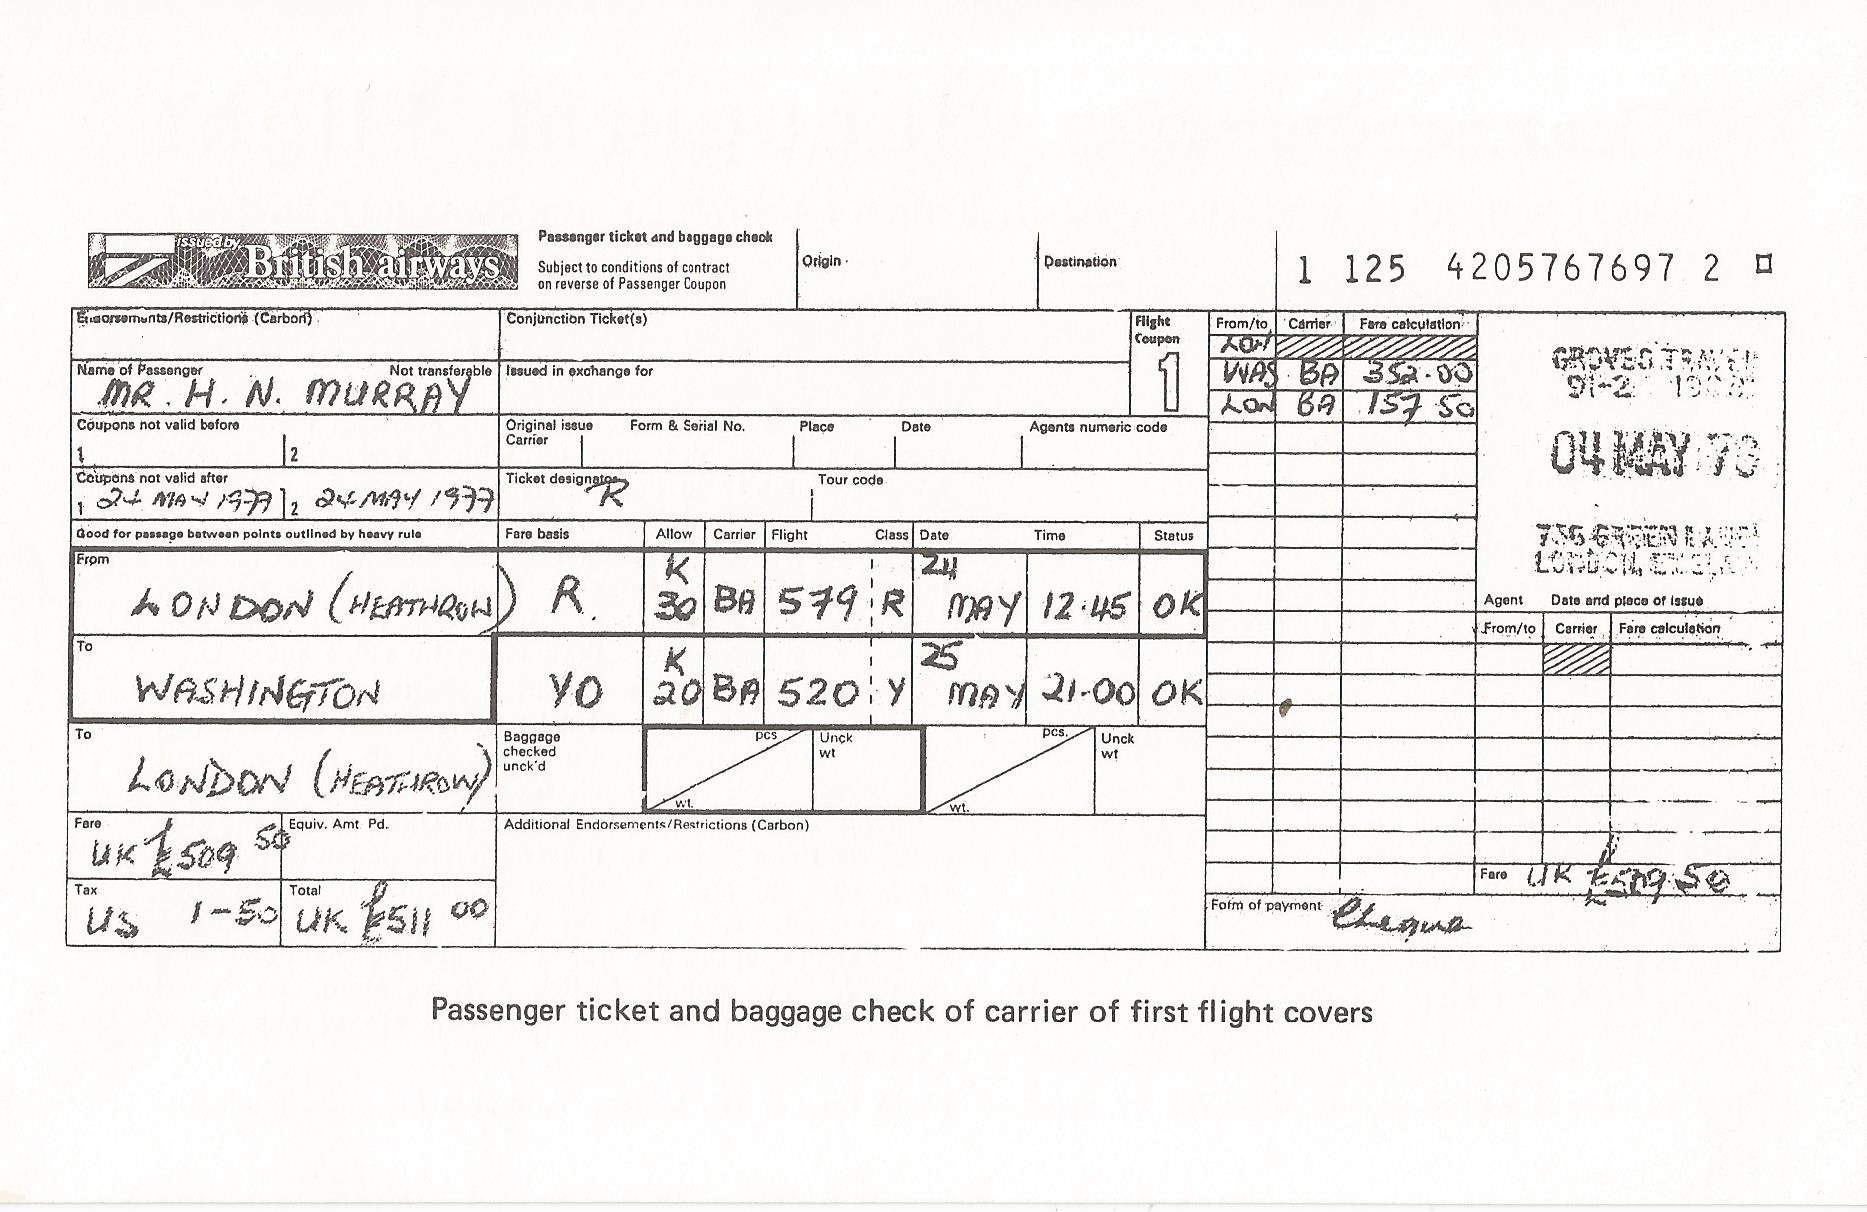 issued by
British airways
Passenger ticket and baggage check
Subject to conditions of contract
on reverse of Passenger Coupon
Origin
Destination
1 125 4205767697 2
Endorsements/Restrictions (Carbon)
Conjunction Ticket(s)
Flight
Coupon
1
Name of Passenger Not transferable
MR. H. N. MURRAY
Issued in exchange for
Coupons not valid before
1 2
Original issue Form & Serial No. Place Date Agents numeric code
Carrier
Coupons not valid after
1 24 MAY 1977 2 24 MAY 1977
Ticket designator R
Tour code
Good for passage between points outlined by heavy rule
Fare basis Allow Carrier Flight Class Date Time Status
From
LONDON (HEATHROW) R. K 30 BA 579 R 24 MAY 12.45 OK
To
WASHINGTON YO K 20 BA 520 Y 25 MAY 21-00 OK
To
LONDON (HEATHROW)
Baggage
checked
unck'd
pcs
wt.
Unck
wt
pcs.
wt.
Unck
wt
Fare
UK £509 50
Equiv. Amt Pd.
Tax
US 1-50
Total
UK £511 00
Additional Endorsements/Restrictions (Carbon)
From/to Carrier Fare calculation
LON
WAS BA 352.00
LON BA 157 50
04 MAY
LONDON,
Agent Date and place of issue
From/to Carrier Fare calculation
Fare UK £509 50
Form of payment Cheque
Passenger ticket and baggage check of carrier of first flight covers